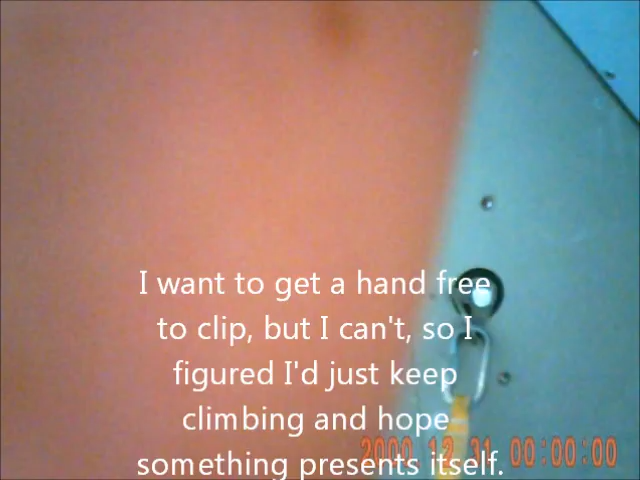 I want to get a hand free
to clip, but I can't, so I
figured I'd just keep
climbing and hope
something presents itself.
2000 12 31 00:00:00